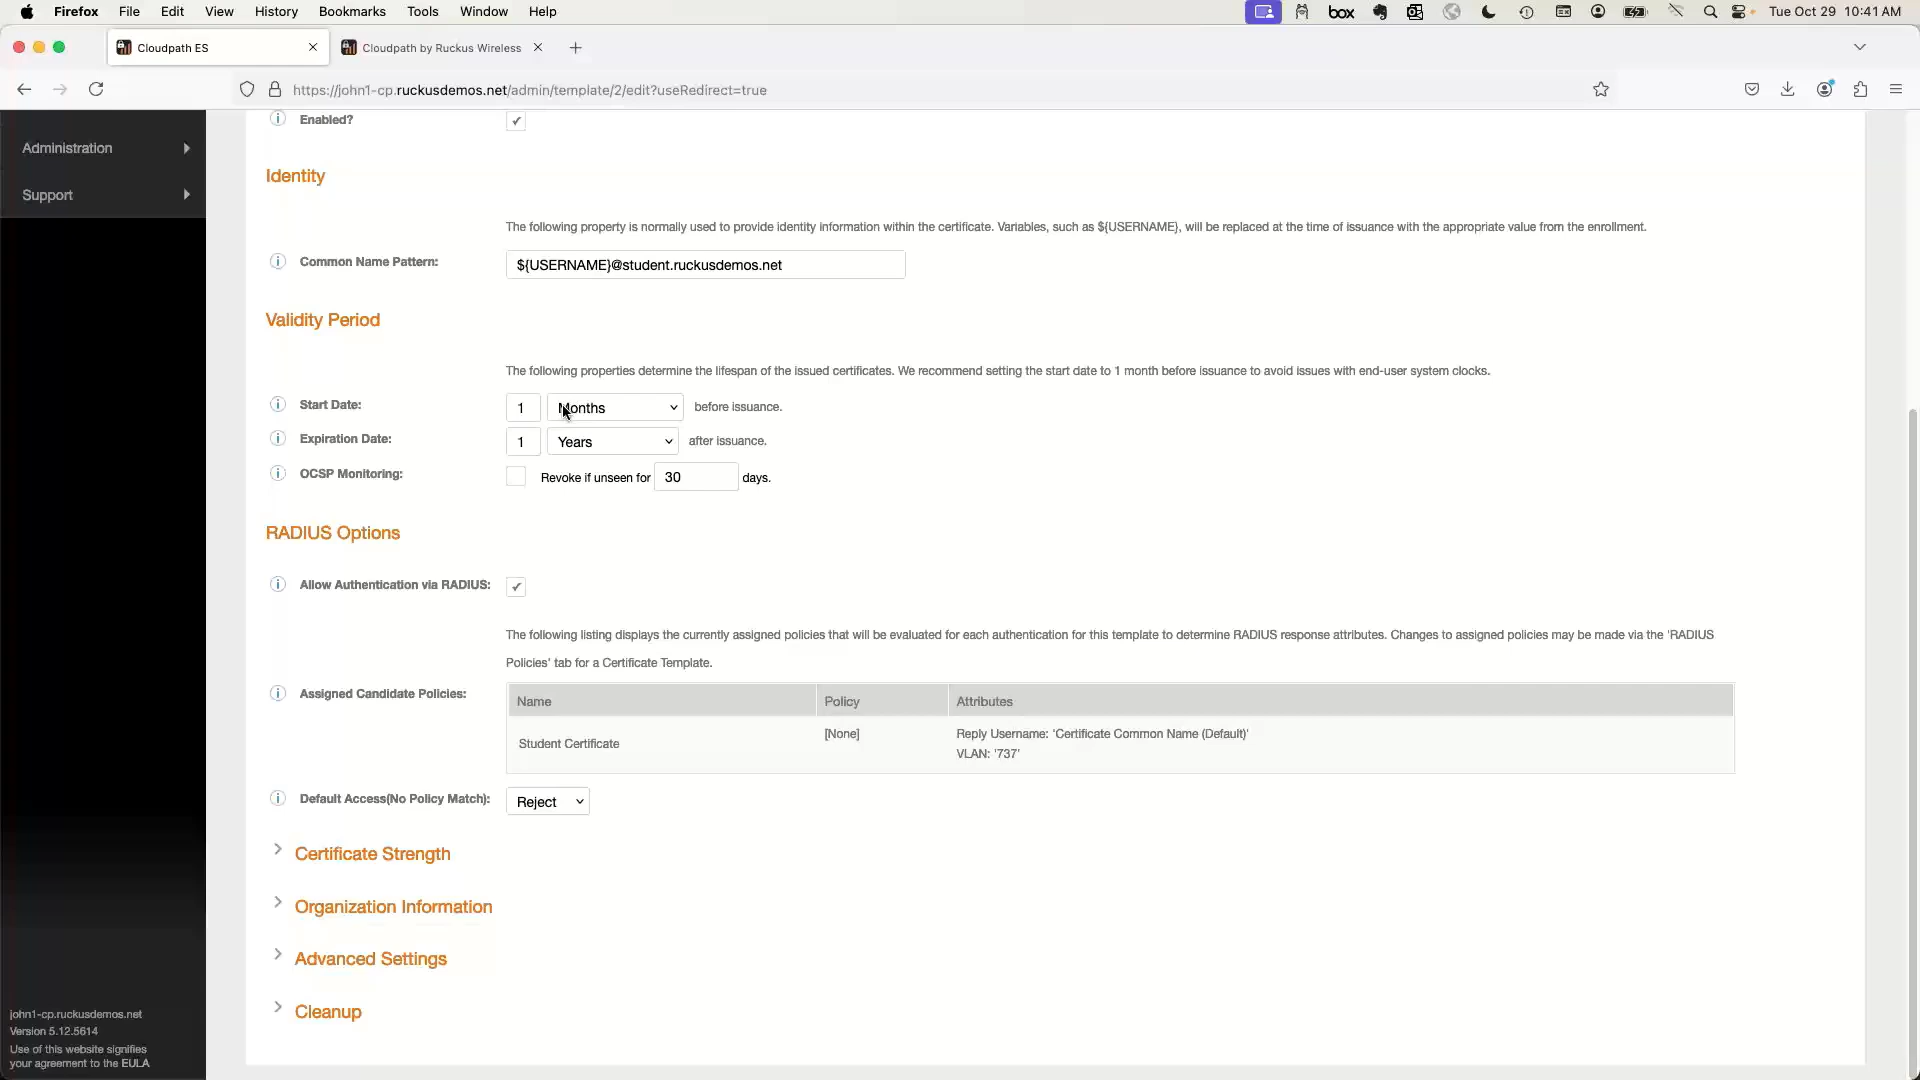 Firefox File Edit View History Bookmarks Tools Window Help box Tue Oct 29 10:41 AM
Cloudpath ES Cloudpath by Ruckus Wireless
https://john1-cp.ruckusdemos.net/admin/template/2/edit?useRedirect=true
Administration
Support
john1-cp.ruckusdemos.net
Version 5.12.5614
Use of this website signifies
your agreement to the EULA
Enabled?
Identity
The following property is normally used to provide identity information within the certificate. Variables, such as ${USERNAME}, will be replaced at the time of issuance with the appropriate value from the enrollment.
Common Name Pattern: ${USERNAME}@student.ruckusdemos.net
Validity Period
The following properties determine the lifespan of the issued certificates. We recommend setting the start date to 1 month before issuance to avoid issues with end-user system clocks.
Start Date: 1 Months before issuance.
Expiration Date: 1 Years after issuance.
OCSP Monitoring: Revoke if unseen for 30 days.
RADIUS Options
Allow Authentication via RADIUS:
The following listing displays the currently assigned policies that will be evaluated for each authentication for this template to determine RADIUS response attributes. Changes to assigned policies may be made via the 'RADIUS
Policies' tab for a Certificate Template.
Assigned Candidate Policies: Name Policy Attributes
Student Certificate [None] Reply Username: 'Certificate Common Name (Default)'
VLAN: '737'
Default Access(No Policy Match): Reject
Certificate Strength
Organization Information
Advanced Settings
Cleanup